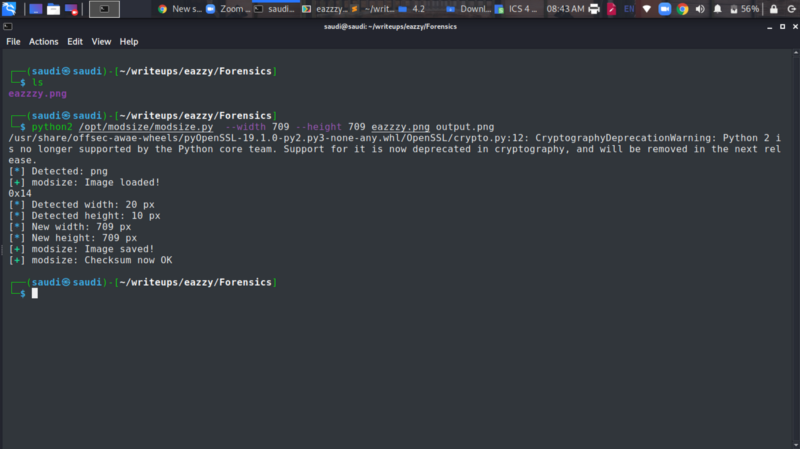 New s... Zoom saudi... eazzzy... ~/writ... 4.2 Downl... ICS 4 ... 08:43 AM EN 56%
saudi@saudi: ~/writeups/eazzy/Forensics
File Actions Edit View Help
┌──(saudi㉿saudi)-[~/writeups/eazzy/Forensics]
└─$ ls
eazzzy.png
┌──(saudi㉿saudi)-[~/writeups/eazzy/Forensics]
└─$ python2 /opt/modsize/modsize.py --width 709 --height 709 eazzzy.png output.png
/usr/share/offsec-awae-wheels/pyOpenSSL-19.1.0-py2.py3-none-any.whl/OpenSSL/crypto.py:12: CryptographyDeprecationWarning: Python 2 i
s no longer supported by the Python core team. Support for it is now deprecated in cryptography, and will be removed in the next rel
ease.
[*] Detected: png
[+] modsize: Image loaded!
0x14
[*] Detected width: 20 px
[*] Detected height: 10 px
[*] New width: 709 px
[*] New height: 709 px
[+] modsize: Image saved!
[+] modsize: Checksum now OK
┌──(saudi㉿saudi)-[~/writeups/eazzy/Forensics]
└─$